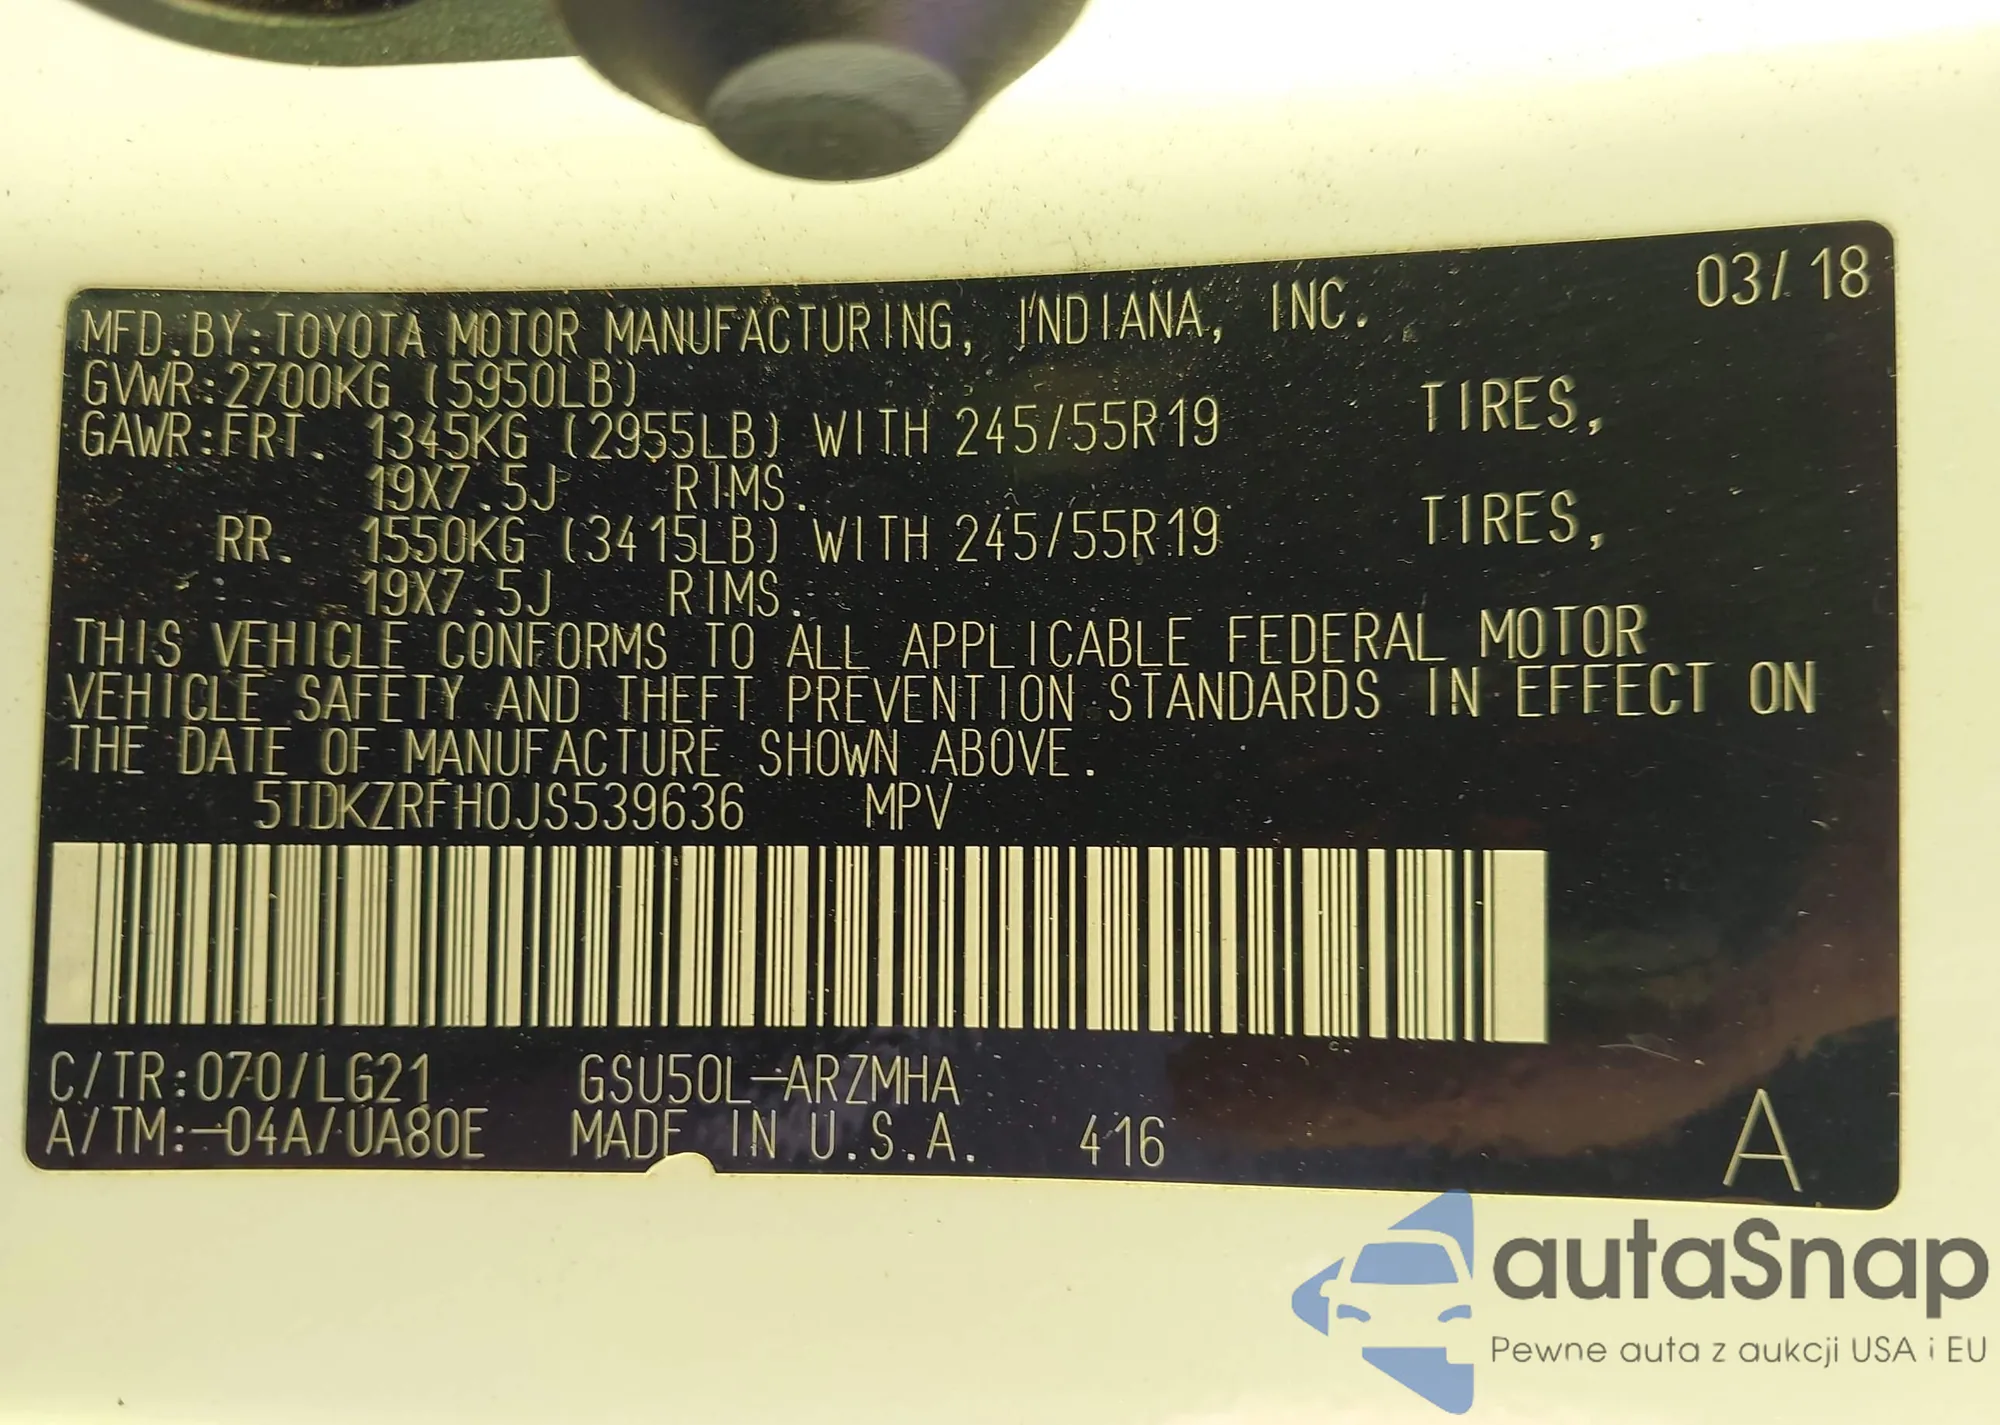 03/18
MFD.BY:TOYOTA MOTOR MANUFACTURING, INDIANA, INC.
GVWR:2700KG (5950LB)
GAWR:FRT. 1345KG (2955LB) WITH 245/55R19 TIRES,
19X7.5J RIMS.
RR. 1550KG (3415LB) WITH 245/55R19 TIRES,
19X7.5J RIMS.
THIS VEHICLE CONFORMS TO ALL APPLICABLE FEDERAL MOTOR
VEHICLE SAFETY AND THEFT PREVENTION STANDARDS IN EFFECT ON
THE DATE OF MANUFACTURE SHOWN ABOVE.
5TDKZRFH0JS539636 MPV
C/TR:070/LG21 GSU50L-ARZMHA
A/TM:-04A/UA80E MADE IN U.S.A. 416 A
autaSnap
Pewne auta z aukcji USA i EU